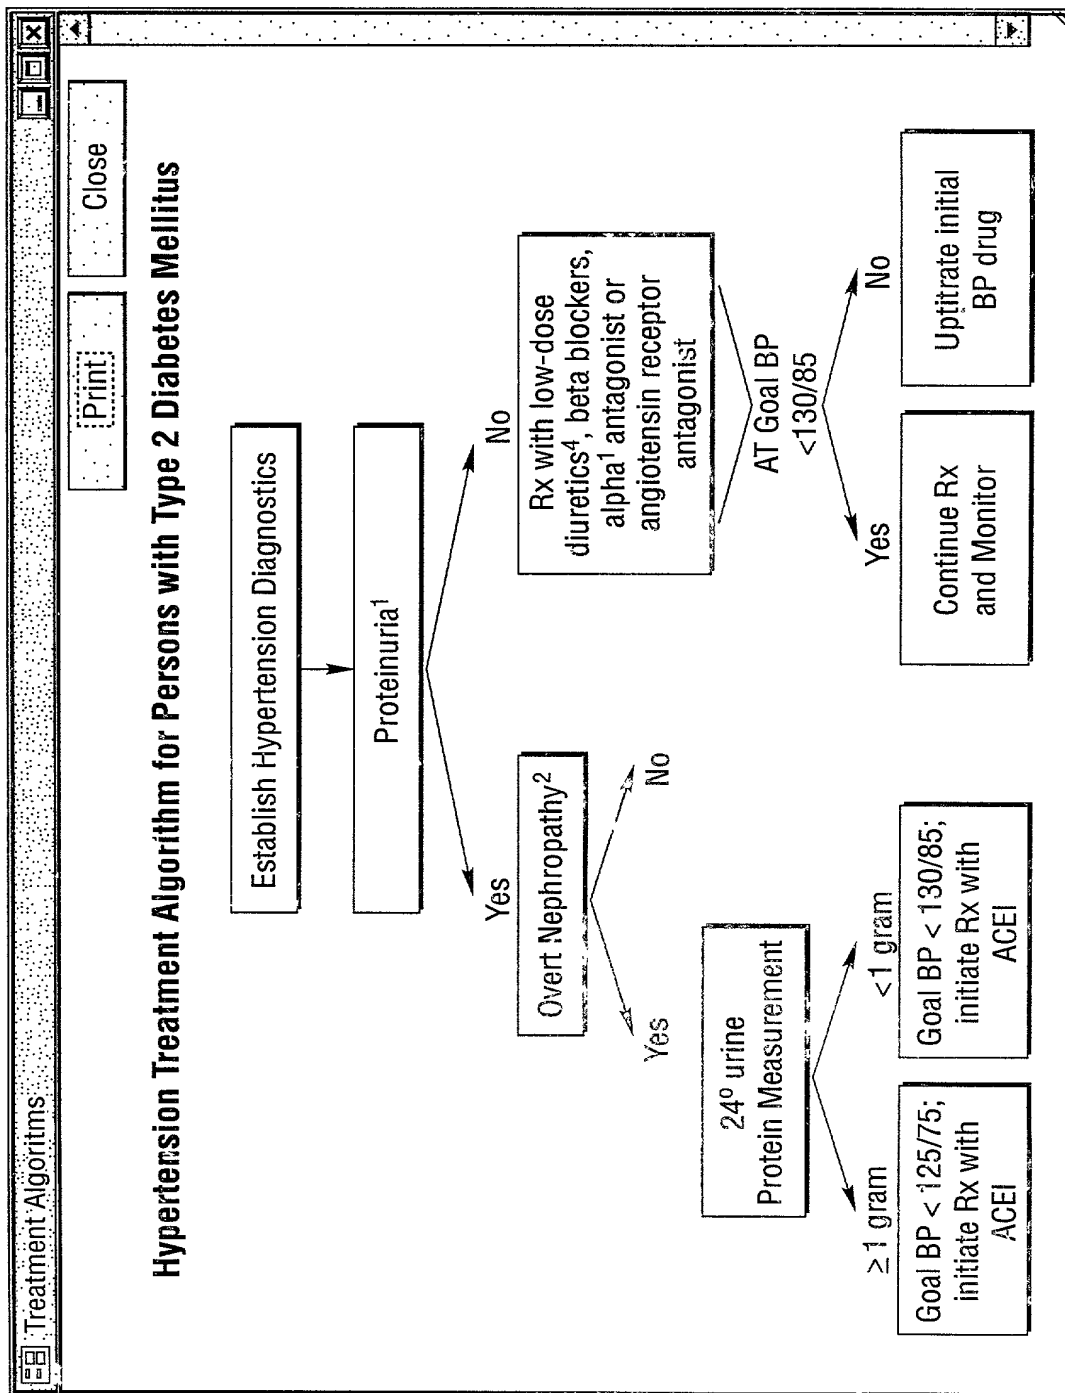 Treatment Algoritms
Print
Close
Hypertension Treatment Algorithm for Persons with Type 2 Diabetes Mellitus
Establish Hypertension Diagnostics
Proteinuria¹
Yes
No
Overt Nephropathy²
Yes
No
24⁰ urine
Protein Measurement
≥1 gram
<1 gram
Goal BP < 125/75;
initiate Rx with
ACEI
Goal BP < 130/85;
initiate Rx with
ACEI
Rx with low-dose
diuretics⁴, beta blockers,
alpha¹ antagonist or
angiotensin receptor
antagonist
AT Goal BP
<130/85
Yes
No
Continue Rx
and Monitor
Uptitrate initial
BP drug